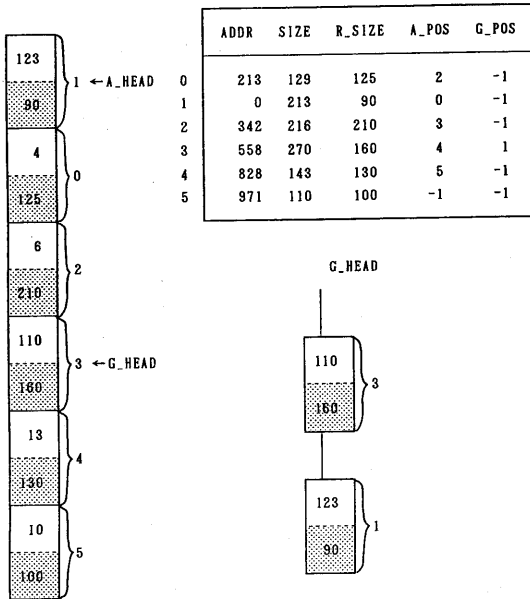 ADDR SIZE R_SIZE A_POS G_POS
0 213 129 125 2 -1
1 0 213 90 0 -1
2 342 216 210 3 -1
3 558 270 160 4 1
4 828 143 130 5 -1
5 971 110 100 -1 -1
123
90
1 ←A_HEAD
4
125
0
6
210
2
110
160
3 ←G_HEAD
13
130
4
10
100
5
G_HEAD
110
160
3
123
90
1